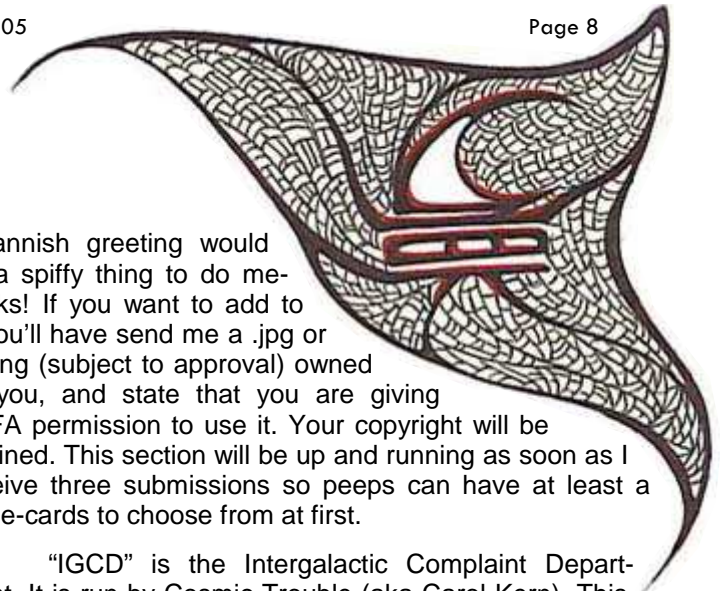 05 Page 8
annish greeting would
a spiffy thing to do me-
ks! If you want to add to
ou'll have send me a .jpg or
ng (subject to approval) owned
you, and state that you are giving
FA permission to use it. Your copyright will be
ined. This section will be up and running as soon as I
eive three submissions so peeps can have at least a
e-cards to choose from at first.
“IGCD” is the Intergalactic Complaint Depart-
t. It is run by Cosmic Trouble (aka Carol Kern). This